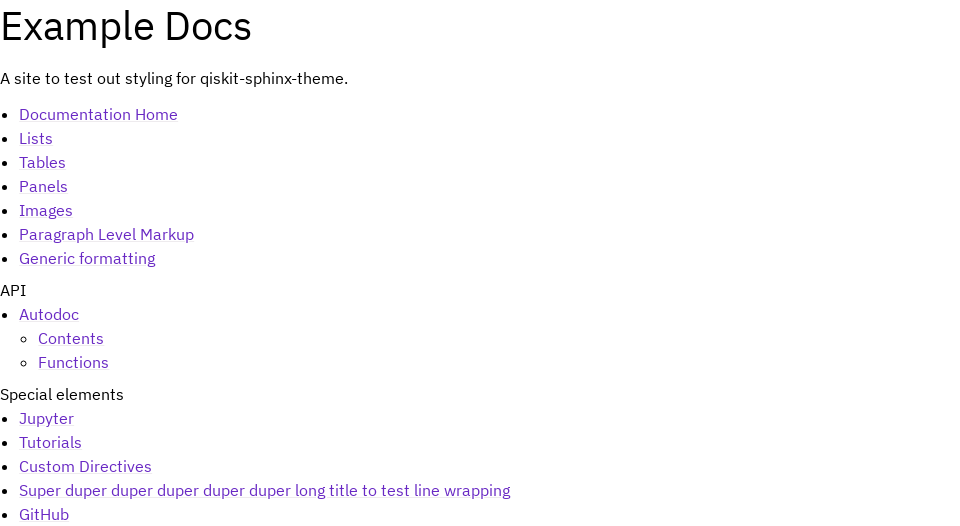 Example Docs
A site to test out styling for qiskit-sphinx-theme.
Documentation Home
Lists
Tables
Panels
Images
Paragraph Level Markup
Generic formatting
API
Autodoc
Contents
Functions
Special elements
Jupyter
Tutorials
Custom Directives
Super duper duper duper duper duper long title to test line wrapping
GitHub